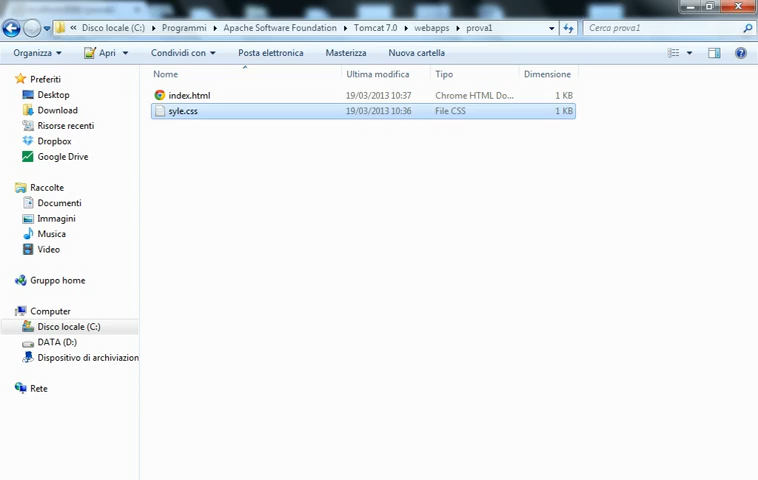 Disco locale (C:) Programmi Apache Software Foundation Tomcat 7.0 webapps prova1 Cerca prova1
Organizza Apri Condividi con Posta elettronica Masterizza Nuova cartella
Nome Ultima modifica Tipo Dimensione
index.html 19/03/2013 10:37 Chrome HTML Do... 1 KB
syle.css 19/03/2013 10:36 File CSS 1 KB
Preferiti
Desktop
Download
Risorse recenti
Dropbox
Google Drive
Raccolte
Documenti
Immagini
Musica
Video
Gruppo home
Computer
Disco locale (C:)
DATA (D:)
Dispositivo di archiviazion
Rete